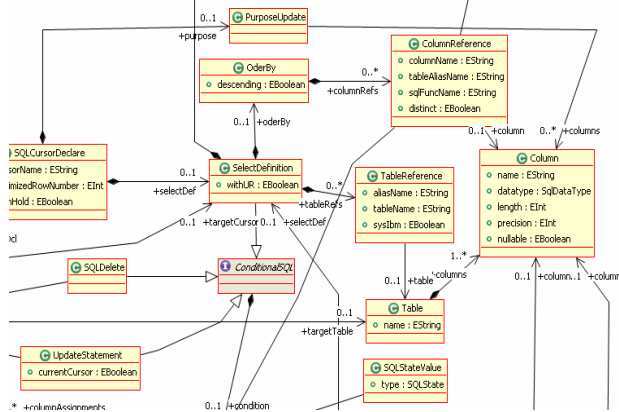 0..1
C PurposeUpdate
+purpose
C ColumnReference
columnName : EString
tableAliasName : EString
sqlFuncName : EString
distinct : EBoolean
C OderBy
descending : EBoolean
0..*
+columnRefs
0..1 +oderBy
0..1 +column
0..* +columns
C SQLCursorDeclare
sorName : EString
imizedRowNumber : EInt
nHold : EBoolean
0..1
+selectDef
C SelectDefinition
withUR : EBoolean
0..*
+tableRefs
C TableReference
aliasName : EString
tableName : EString
sysIbm : EBoolean
C Column
name : EString
datatype : SqlDataType
length : EInt
precision : EInt
nullable : EBoolean
0..1 +targetCursor
0..1 +selectDef
C SQLDelete
I ConditionalSQL
0..1 +table
1..*
columns
0..1 +column
..1 +column
0..1
+targetTable
C Table
name : EString
C UpdateStatement
currentCursor : EBoolean
C SQLStateValue
type : SQLState
..* +columnAssignments
0..1 +condition